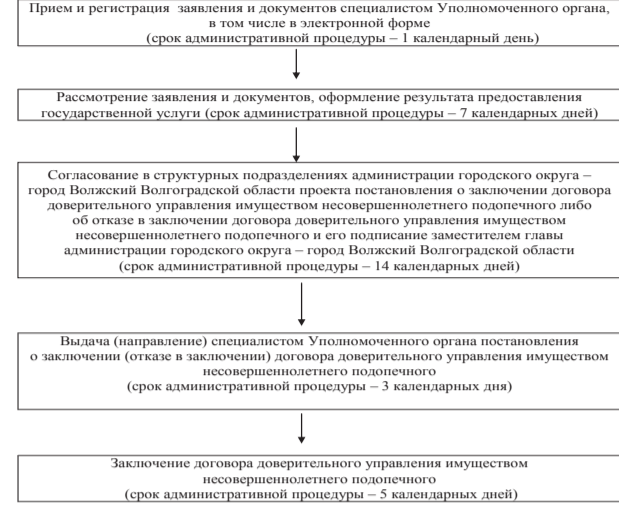 Прием и регистрация заявления и документов специалистом Уполномоченного органа,
в том числе в электронной форме
(срок административной процедуры – 1 календарный день)
Рассмотрение заявления и документов, оформление результата предоставления
государственной услуги (срок административной процедуры – 7 календарных дней)
Согласование в структурных подразделениях администрации городского округа –
город Волжский Волгоградской области проекта постановления о заключении договора
доверительного управления имуществом несовершеннолетнего подопечного либо
об отказе в заключении договора доверительного управления имуществом
несовершеннолетнего подопечного и его подписание заместителем главы
администрации городского округа – город Волжский Волгоградской области
(срок административной процедуры – 14 календарных дней)
Выдача (направление) специалистом Уполномоченного органа постановления
о заключении (отказе в заключении) договора доверительного управления имуществом
несовершеннолетнего подопечного
(срок административной процедуры – 3 календарных дня)
Заключение договора доверительного управления имуществом
несовершеннолетнего подопечного
(срок административной процедуры – 5 календарных дней)